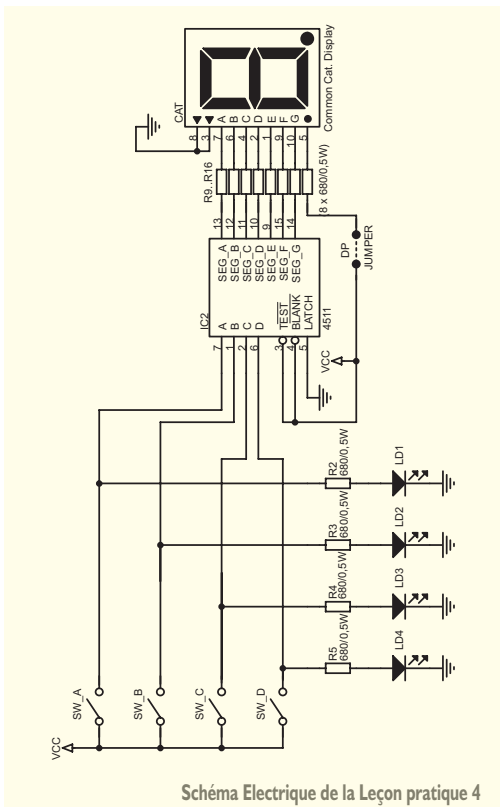 Common Cat. Display
CAT
8
3
7
6
4
2
1
9
10
5
A
B
C
D
E
F
G
R9..R16
(8 x 680/0,5W)
13
12
11
10
9
15
14
SEG_A
SEG_B
SEG_C
SEG_D
SEG_E
SEG_F
SEG_G
IC2
4511
A
B
C
D
TEST
BLANK
LATCH
7
1
2
6
3
4
5
DP
JUMPER
VCC
R2
680/0,5W
LD1
R3
680/0,5W
LD2
R4
680/0,5W
LD3
R5
680/0,5W
LD4
SW_A
SW_B
SW_C
SW_D
VCC
Schéma Electrique de la Leçon pratique 4